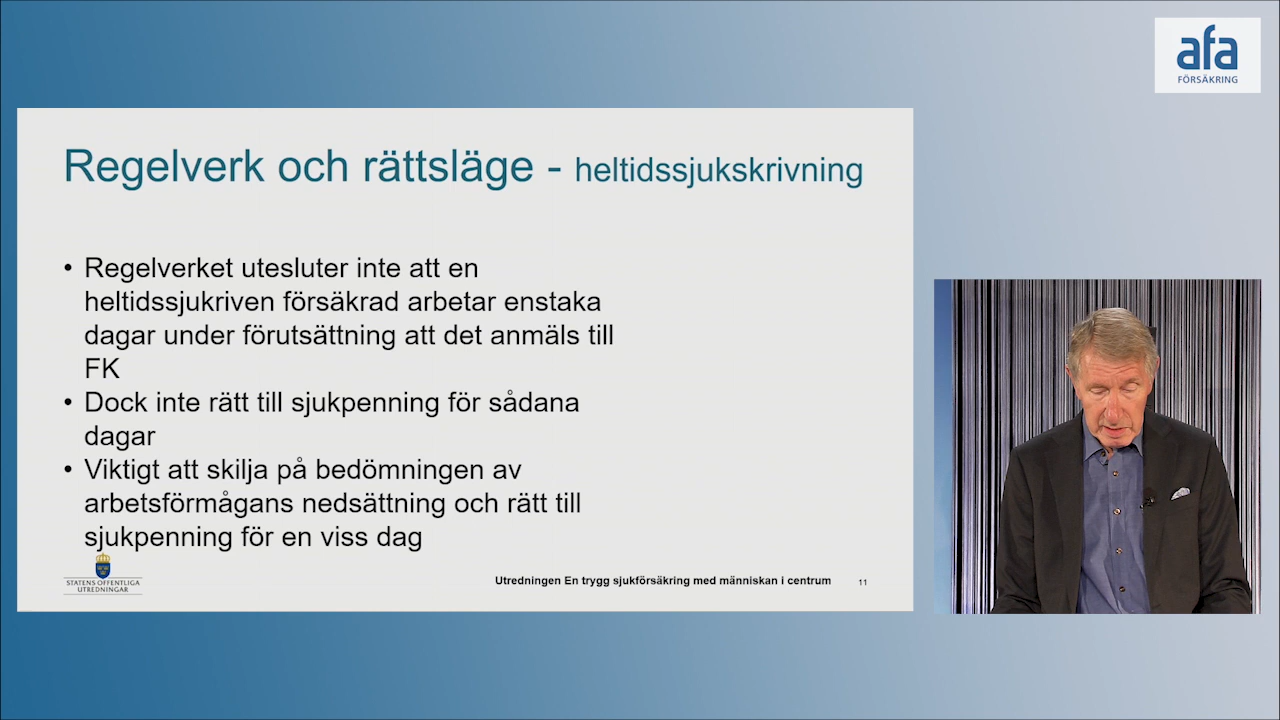 afa
FÖRSÄKRING
Regelverk och rättsläge - heltidssjukskrivning
• Regelverket utesluter inte att en
heltidssjukriven försäkrad arbetar enstaka
dagar under förutsättning att det anmäls till
FK
• Dock inte rätt till sjukpenning för sådana
dagar
• Viktigt att skilja på bedömningen av
arbetsförmågans nedsättning och rätt till
sjukpenning för en viss dag
STATENS OFFENTLIGA
UTREDNINGAR
Utredningen En trygg sjukförsäkring med människan i centrum
11